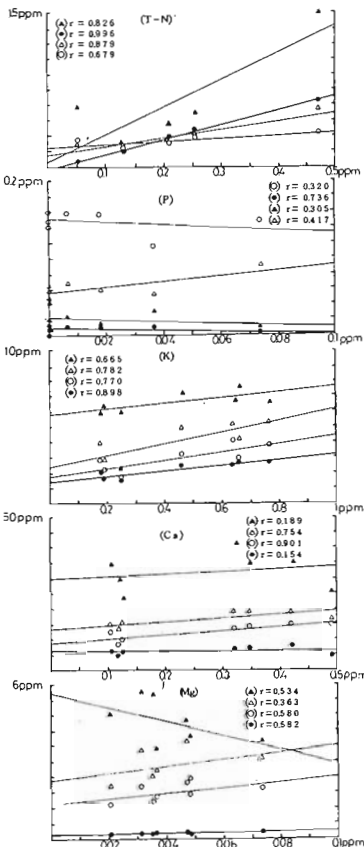 15ppm
(T-N)
(▲) r = 0.826
(●) r = 0.996
(△) r = 0.879
(○) r = 0.679
0.1 0.2 0.3 0.4 0.5ppm
0.2ppm
(P)
(○) r = 0.320
(●) r = 0.736
(▲) r = 0.305
(△) r = 0.417
0.02 0.04 0.06 0.08 0.1ppm
10ppm
(K)
(▲) r = 0.665
(△) r = 0.782
(○) r = 0.770
(●) r = 0.898
0.2 0.4 0.6 0.8 1ppm
50ppm
(Ca)
(▲) r = 0.189
(△) r = 0.754
(○) r = 0.901
(●) r = 0.154
0.1 0.2 0.3 0.4 0.5ppm
6ppm
(Mg)
(▲) r = 0.534
(△) r = 0.363
(○) r = 0.580
(●) r = 0.582
0.02 0.04 0.06 0.08 0.1ppm